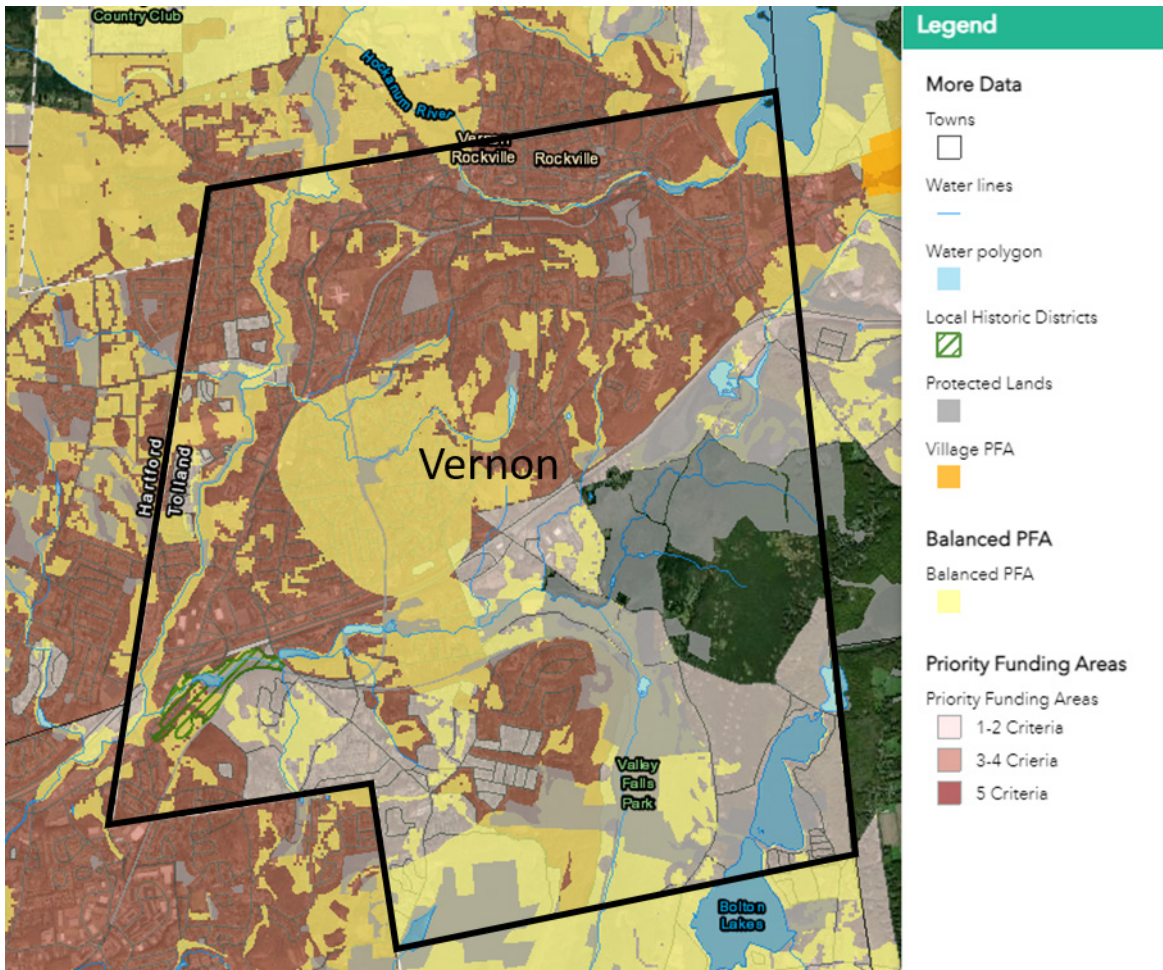 Country Club
Hockanum River
Vernon
Rockville
Rockville
Hartford
Tolland
Vernon
Valley
Falls
Park
Bolton
Lakes
Legend
More Data
Towns
Water lines
Water polygon
Local Historic Districts
Protected Lands
Village PFA
Balanced PFA
Balanced PFA
Priority Funding Areas
Priority Funding Areas
1-2 Criteria
3-4 Crieria
5 Criteria